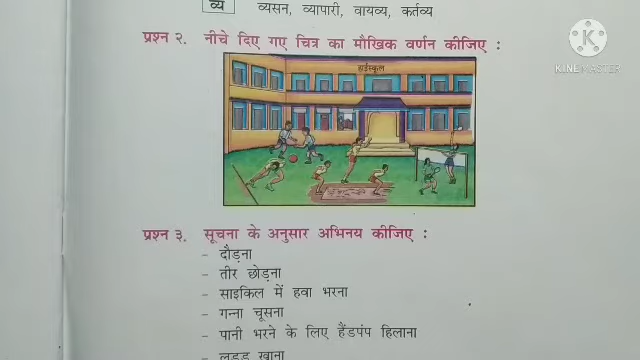 व्य व्यसन, व्यापारी, वायव्य, कर्तव्य
प्रश्न २. नीचे दिए गए चित्र का मौखिक वर्णन कीजिए :
KINEMASTER
हाईस्कूल
प्रश्न ३. सूचना के अनुसार अभिनय कीजिए :
- दौड़ना
- तीर छोड़ना
- साइकिल में हवा भरना
- गन्ना चूसना
- पानी भरने के लिए हैंडपंप हिलाना
- लड्डू खाना